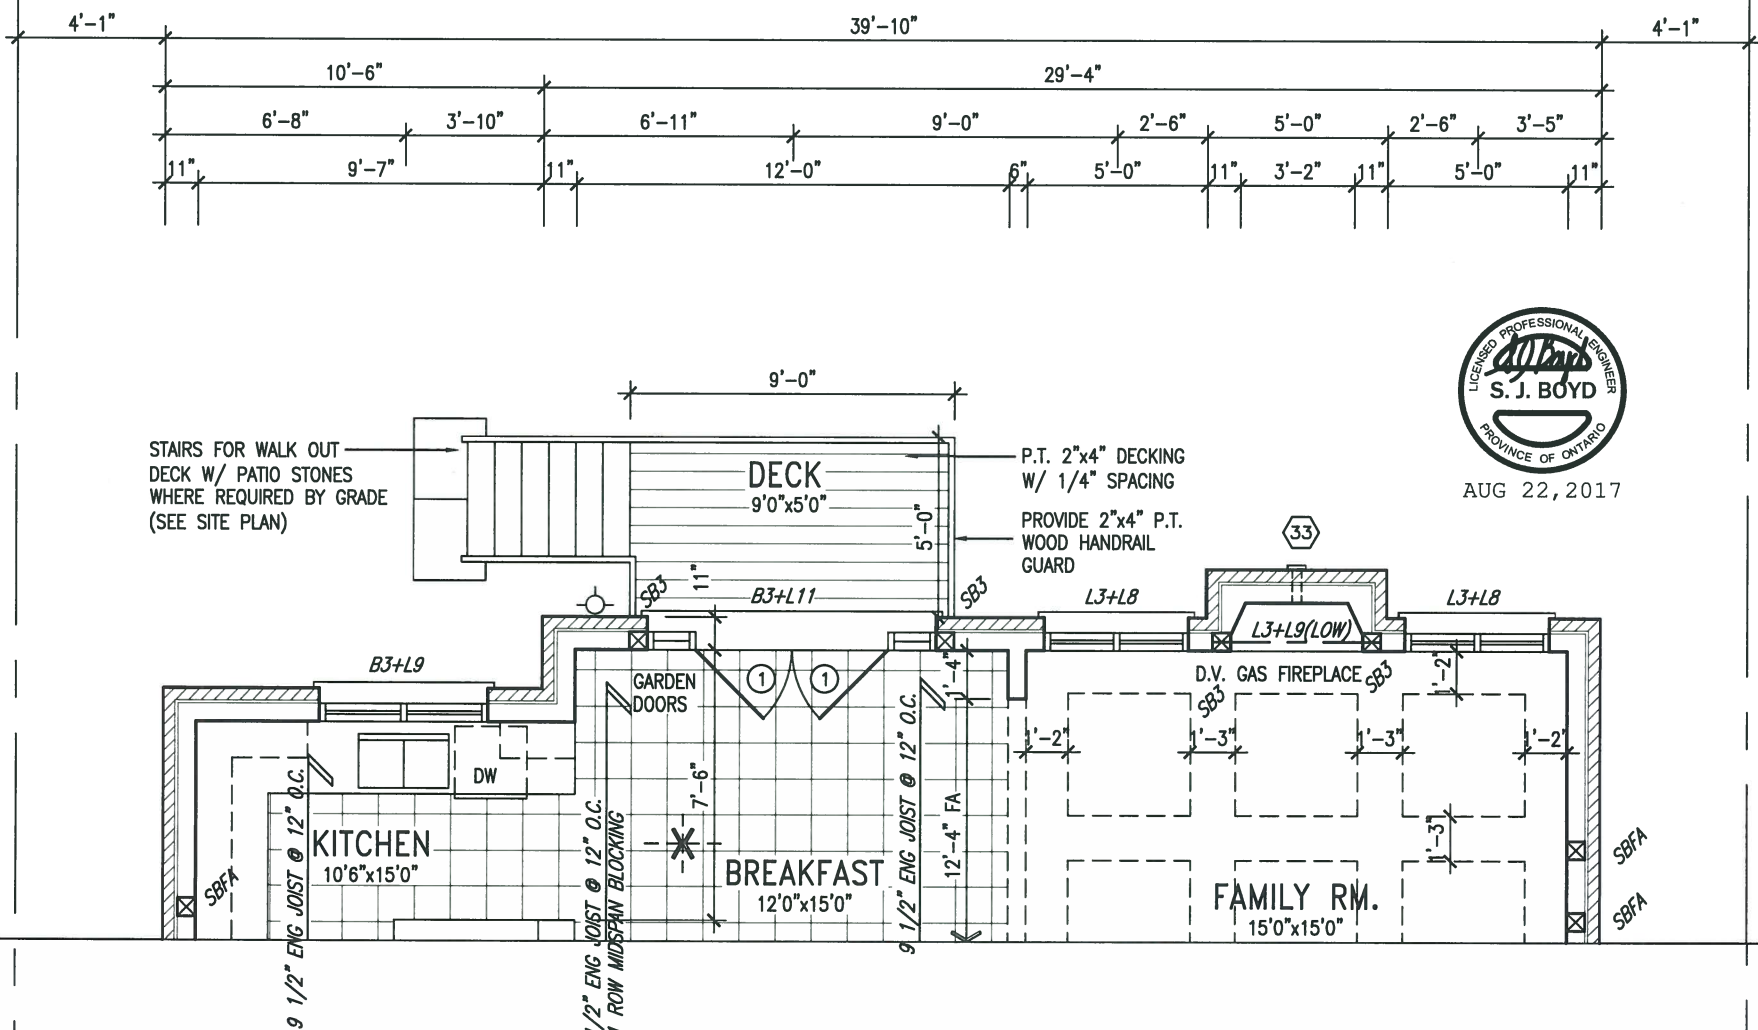 4'-1"
39'-10"
4'-1"
10'-6"
29'-4"
6'-8"
3'-10"
6'-11"
9'-0"
2'-6"
5'-0"
2'-6"
3'-5"
11"
9'-7"
11"
12'-0"
6"
5'-0"
11"
3'-2"
11"
5'-0"
11"
LICENSED PROFESSIONAL ENGINEER
S. J. BOYD
PROVINCE OF ONTARIO
AUG 22,2017
9'-0"
STAIRS FOR WALK OUT
DECK W/ PATIO STONES
WHERE REQUIRED BY GRADE
(SEE SITE PLAN)
DECK
9'0"x5'0"
5'-0"
P.T. 2"x4" DECKING
W/ 1/4" SPACING
PROVIDE 2"x4" P.T.
WOOD HANDRAIL
GUARD
33
11"
SB3
B3+L11
SB3
L3+L8
L3+L8
L3+L9(LOW)
B3+L9
D.V. GAS FIREPLACE
SB3
SB3
GARDEN
DOORS
1
1
1'-4"
1'-2"
1'-2"
1'-3"
1'-3"
1'-2"
1'-3"
DW
7'-6"
12'-4" FA
KITCHEN
10'6"x15'0"
BREAKFAST
12'0"x15'0"
FAMILY RM.
15'0"x15'0"
SBFA
SBFA
SBFA
9 1/2" ENG JOIST @ 12" O.C.
1/2" ENG JOIST @ 12" O.C.
ROW MIDSPAN BLOCKING
9 1/2" ENG JOIST @ 12" O.C.